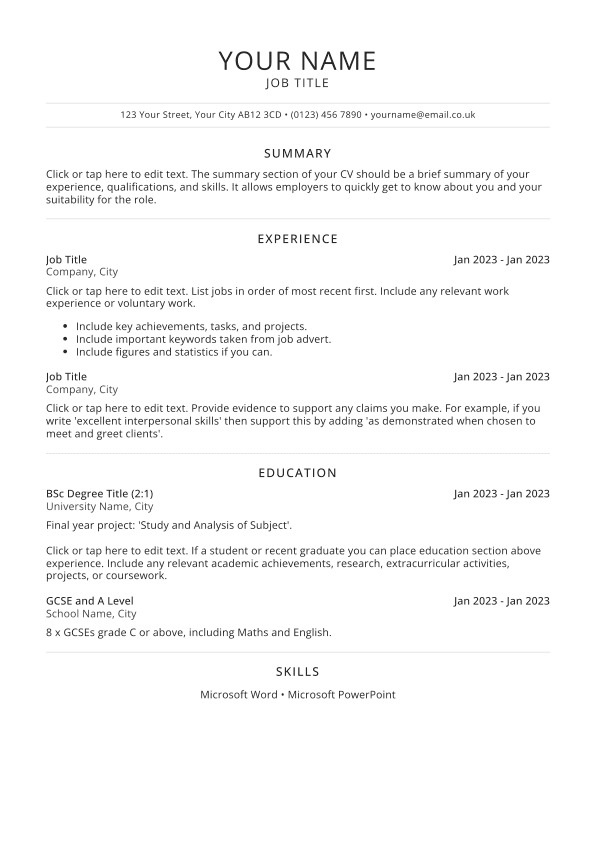 YOUR NAME
JOB TITLE
123 Your Street, Your City AB12 3CD • (0123) 456 7890 • yourname@email.co.uk
SUMMARY
Click or tap here to edit text. The summary section of your CV should be a brief summary of your
experience, qualifications, and skills. It allows employers to quickly get to know about you and your
suitability for the role.
EXPERIENCE
Job Title Jan 2023 - Jan 2023
Company, City
Click or tap here to edit text. List jobs in order of most recent first. Include any relevant work
experience or voluntary work.
• Include key achievements, tasks, and projects.
• Include important keywords taken from job advert.
• Include figures and statistics if you can.
Job Title Jan 2023 - Jan 2023
Company, City
Click or tap here to edit text. Provide evidence to support any claims you make. For example, if you
write 'excellent interpersonal skills' then support this by adding 'as demonstrated when chosen to
meet and greet clients'.
EDUCATION
BSc Degree Title (2:1) Jan 2023 - Jan 2023
University Name, City
Final year project: 'Study and Analysis of Subject'.
Click or tap here to edit text. If a student or recent graduate you can place education section above
experience. Include any relevant academic achievements, research, extracurricular activities,
projects, or coursework.
GCSE and A Level Jan 2023 - Jan 2023
School Name, City
8 x GCSEs grade C or above, including Maths and English.
SKILLS
Microsoft Word • Microsoft PowerPoint